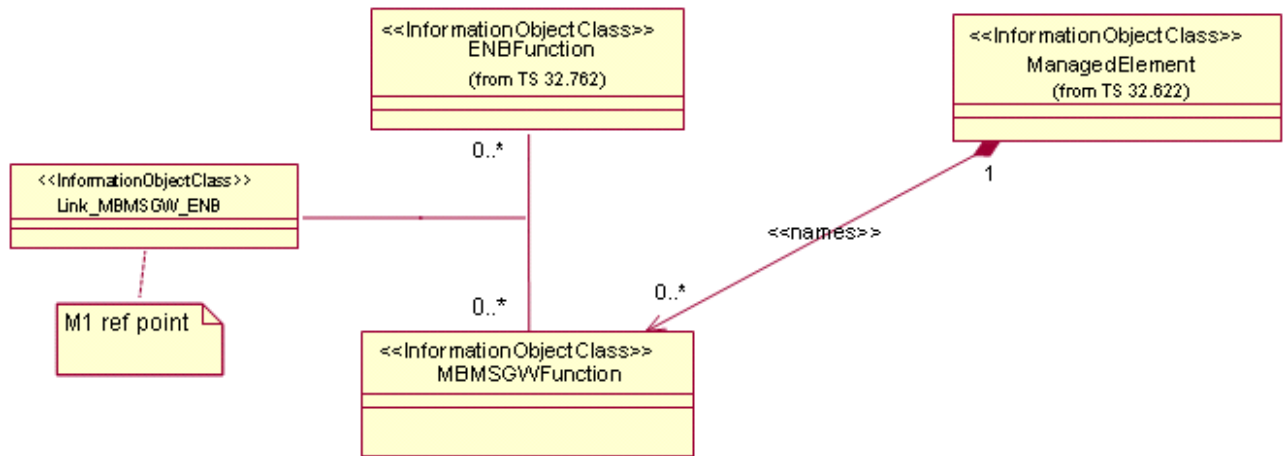 <<InformationObjectClass>>
ENBFunction
(from TS 32.762)
<<InformationObjectClass>>
ManagedElement
(from TS 32.622)
0..*
1
<<InformationObjectClass>>
Link_MBMSGW_ENB
<<names>>
M1 ref point
0..*
0..*
<<InformationObjectClass>>
MBMSGWFunction